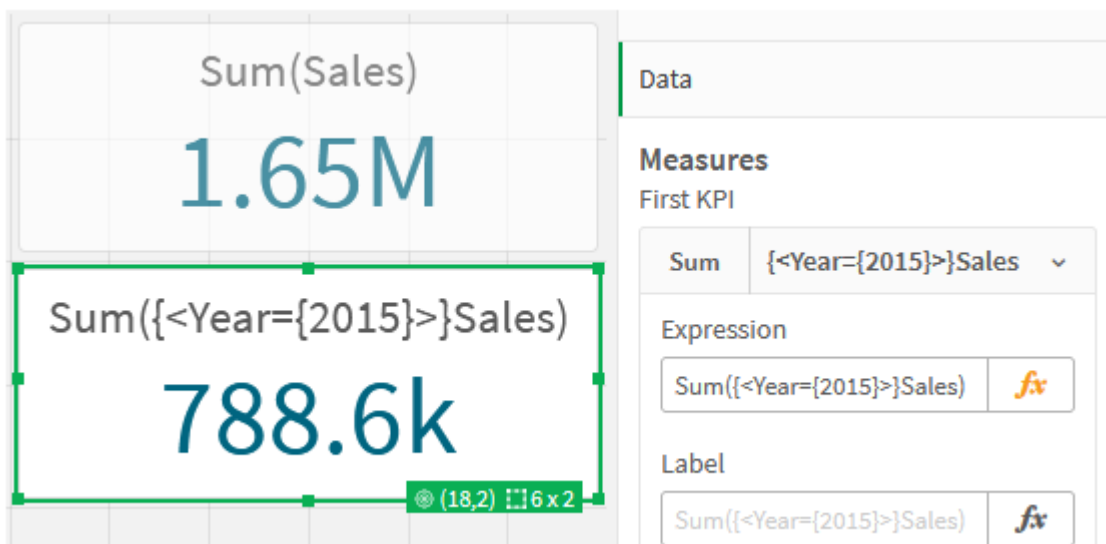 Sum(Sales)
1.65M
Sum({<Year={2015}>}Sales)
788.6k
(18,2) 6 x 2
Data
Measures
First KPI
Sum {<Year={2015}>}Sales
Expression
Sum({<Year={2015}>}Sales) fx
Label
Sum({<Year={2015}>}Sales) fx